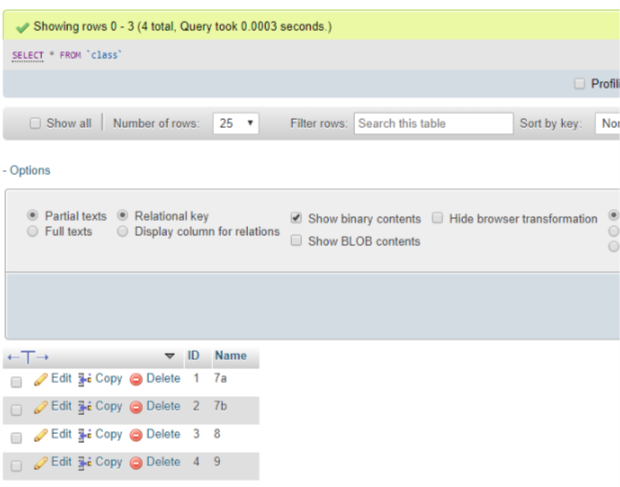 Showing rows 0 - 3 (4 total, Query took 0.0003 seconds.)
SELECT * FROM `class`
Show all Number of rows: 25 Filter rows: Search this table Sort by key:
- Options
Partial texts Relational key Show binary contents Hide browser transformation
Full texts Display column for relations Show BLOB contents
ID Name
Edit Copy Delete 1 7a
Edit Copy Delete 2 7b
Edit Copy Delete 3 8
Edit Copy Delete 4 9